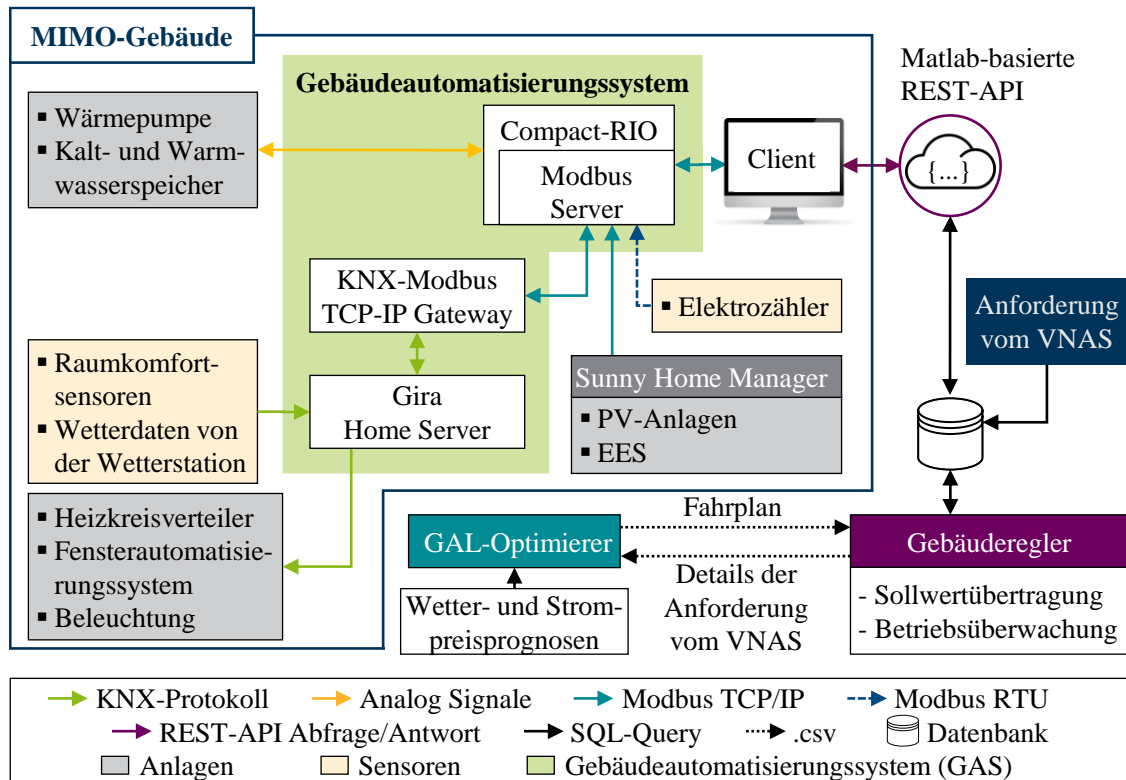 MIMO-Gebäude
Gebäudeautomatisierungssystem
▪ Wärmepumpe
▪ Kalt- und Warm-
wasserspeicher
Compact-RIO
Modbus
Server
Client
Matlab-basierte
REST-API
{...}
KNX-Modbus
TCP-IP Gateway
▪ Elektrozähler
Anforderung
vom VNAS
▪ Raumkomfort-
sensoren
▪ Wetterdaten von
der Wetterstation
Gira
Home Server
Sunny Home Manager
▪ PV-Anlagen
▪ EES
▪ Heizkreisverteiler
▪ Fensterautomatisie-
rungssystem
▪ Beleuchtung
GAL-Optimierer
Wetter- und Strom-
preisprognosen
Fahrplan
Details der
Anforderung
vom VNAS
Gebäuderegler
- Sollwertübertragung
- Betriebsüberwachung
KNX-Protokoll
Analog Signale
Modbus TCP/IP
Modbus RTU
REST-API Abfrage/Antwort
SQL-Query
.csv
Datenbank
Anlagen
Sensoren
Gebäudeautomatisierungssystem (GAS)